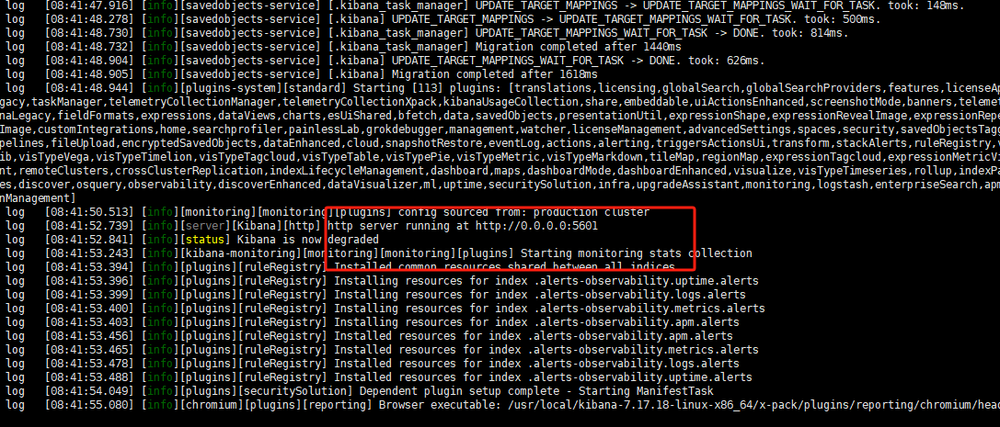 log [08:41:47.916] [info][savedobjects-service] [.kibana_task_manager] UPDATE_TARGET_MAPPINGS -> UPDATE_TARGET_MAPPINGS_WAIT_FOR_TASK. took: 148ms.
log [08:41:48.278] [info][savedobjects-service] [.kibana] UPDATE_TARGET_MAPPINGS -> UPDATE_TARGET_MAPPINGS_WAIT_FOR_TASK. took: 500ms.
log [08:41:48.730] [info][savedobjects-service] [.kibana_task_manager] UPDATE_TARGET_MAPPINGS_WAIT_FOR_TASK -> DONE. took: 814ms.
log [08:41:48.732] [info][savedobjects-service] [.kibana_task_manager] Migration completed after 1440ms
log [08:41:48.904] [info][savedobjects-service] [.kibana] UPDATE_TARGET_MAPPINGS_WAIT_FOR_TASK -> DONE. took: 626ms.
log [08:41:48.905] [info][savedobjects-service] [.kibana] Migration completed after 1618ms
log [08:41:48.944] [info][plugins-system][standard] Starting [113] plugins: [translations,licensing,globalSearch,globalSearchProviders,features,licenseAp
gacy,taskManager,telemetryCollectionManager,telemetryCollectionXpack,kibanaUsageCollection,share,embeddable,uiActionsEnhanced,screenshotMode,banners,teleme
naLegacy,fieldFormats,expressions,dataViews,charts,esUiShared,bfetch,data,savedObjects,presentationUtil,expressionShape,expressionRevealImage,expressionRepe
Image,customIntegrations,home,searchprofiler,painlessLab,grokdebugger,management,watcher,licenseManagement,advancedSettings,spaces,security,savedObjectsTagg
pelines,fileUpload,encryptedSavedObjects,dataEnhanced,cloud,snapshotRestore,eventLog,actions,alerting,triggersActionsUi,transform,stackAlerts,ruleRegistry,v
ib,visTypeVega,visTypeTimelion,visTypeTagcloud,visTypeTable,visTypePie,visTypeMetric,visTypeMarkdown,tileMap,regionMap,expressionTagcloud,expressionMetricVi
nt,remoteClusters,crossClusterReplication,indexLifecycleManagement,dashboard,maps,dashboardMode,dashboardEnhanced,visualize,visTypeTimeseries,rollup,indexPa
es,discover,osquery,observability,discoverEnhanced,dataVisualizer,ml,uptime,securitySolution,infra,upgradeAssistant,monitoring,logstash,enterpriseSearch,apm
nManagement]
log [08:41:50.513] [info][monitoring][monitoring][plugins] config sourced from: production cluster
log [08:41:52.739] [info][server][Kibana][http] http server running at http://0.0.0.0:5601
log [08:41:52.841] [info][status] Kibana is now degraded
log [08:41:53.243] [info][kibana-monitoring][monitoring][monitoring][plugins] Starting monitoring stats collection
log [08:41:53.394] [info][plugins][ruleRegistry] Installed common resources shared between all indices
log [08:41:53.396] [info][plugins][ruleRegistry] Installing resources for index .alerts-observability.uptime.alerts
log [08:41:53.399] [info][plugins][ruleRegistry] Installing resources for index .alerts-observability.logs.alerts
log [08:41:53.400] [info][plugins][ruleRegistry] Installing resources for index .alerts-observability.metrics.alerts
log [08:41:53.403] [info][plugins][ruleRegistry] Installing resources for index .alerts-observability.apm.alerts
log [08:41:53.456] [info][plugins][ruleRegistry] Installed resources for index .alerts-observability.apm.alerts
log [08:41:53.465] [info][plugins][ruleRegistry] Installed resources for index .alerts-observability.metrics.alerts
log [08:41:53.478] [info][plugins][ruleRegistry] Installed resources for index .alerts-observability.logs.alerts
log [08:41:53.488] [info][plugins][ruleRegistry] Installed resources for index .alerts-observability.uptime.alerts
log [08:41:54.049] [info][plugins][securitySolution] Dependent plugin setup complete - Starting ManifestTask
log [08:41:55.080] [info][chromium][plugins][reporting] Browser executable: /usr/local/kibana-7.17.18-linux-x86_64/x-pack/plugins/reporting/chromium/head